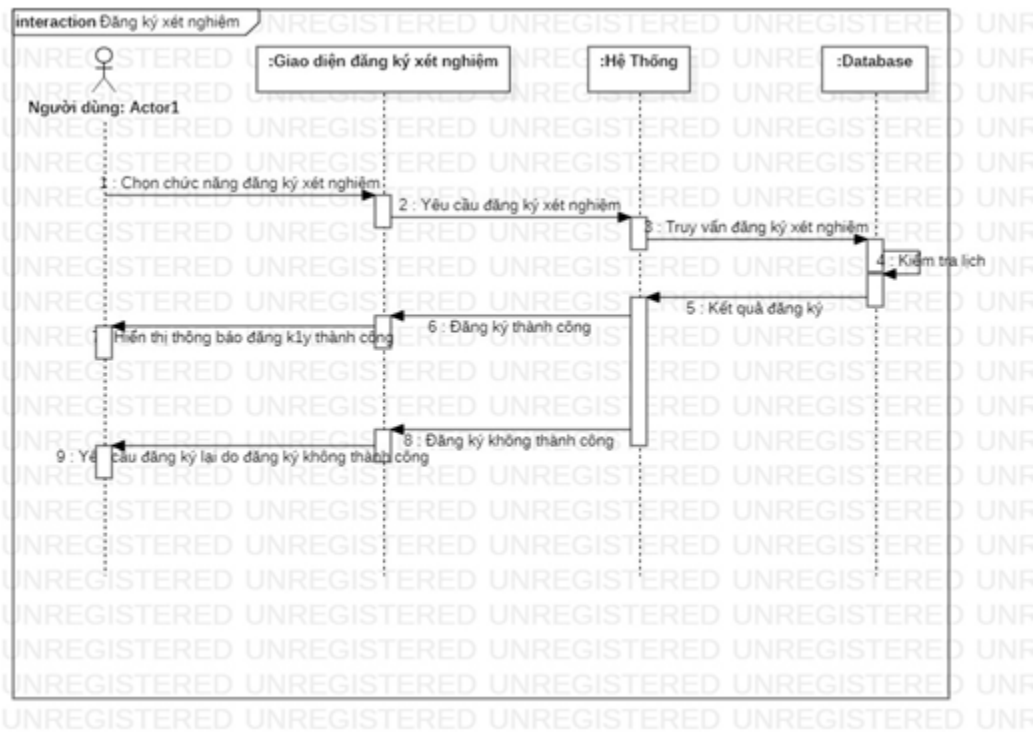 interaction Đăng ký xét nghiệm
:Giao diện đăng ký xét nghiệm
:Hệ Thống
:Database
Người dùng: Actor1
1 : Chọn chức năng đăng ký xét nghiệm
2 : Yêu cầu đăng ký xét nghiệm
3 : Truy vấn đăng ký xét nghiệm
4 : Kiểm tra lịch
5 : Kết quả đăng ký
6 : Đăng ký thành công
Hiển thị thông báo đăng k1y thành công
8 : Đăng ký không thành công
9 : Yêu cầu đăng ký lại do đăng ký không thành công
UNREGISTERED